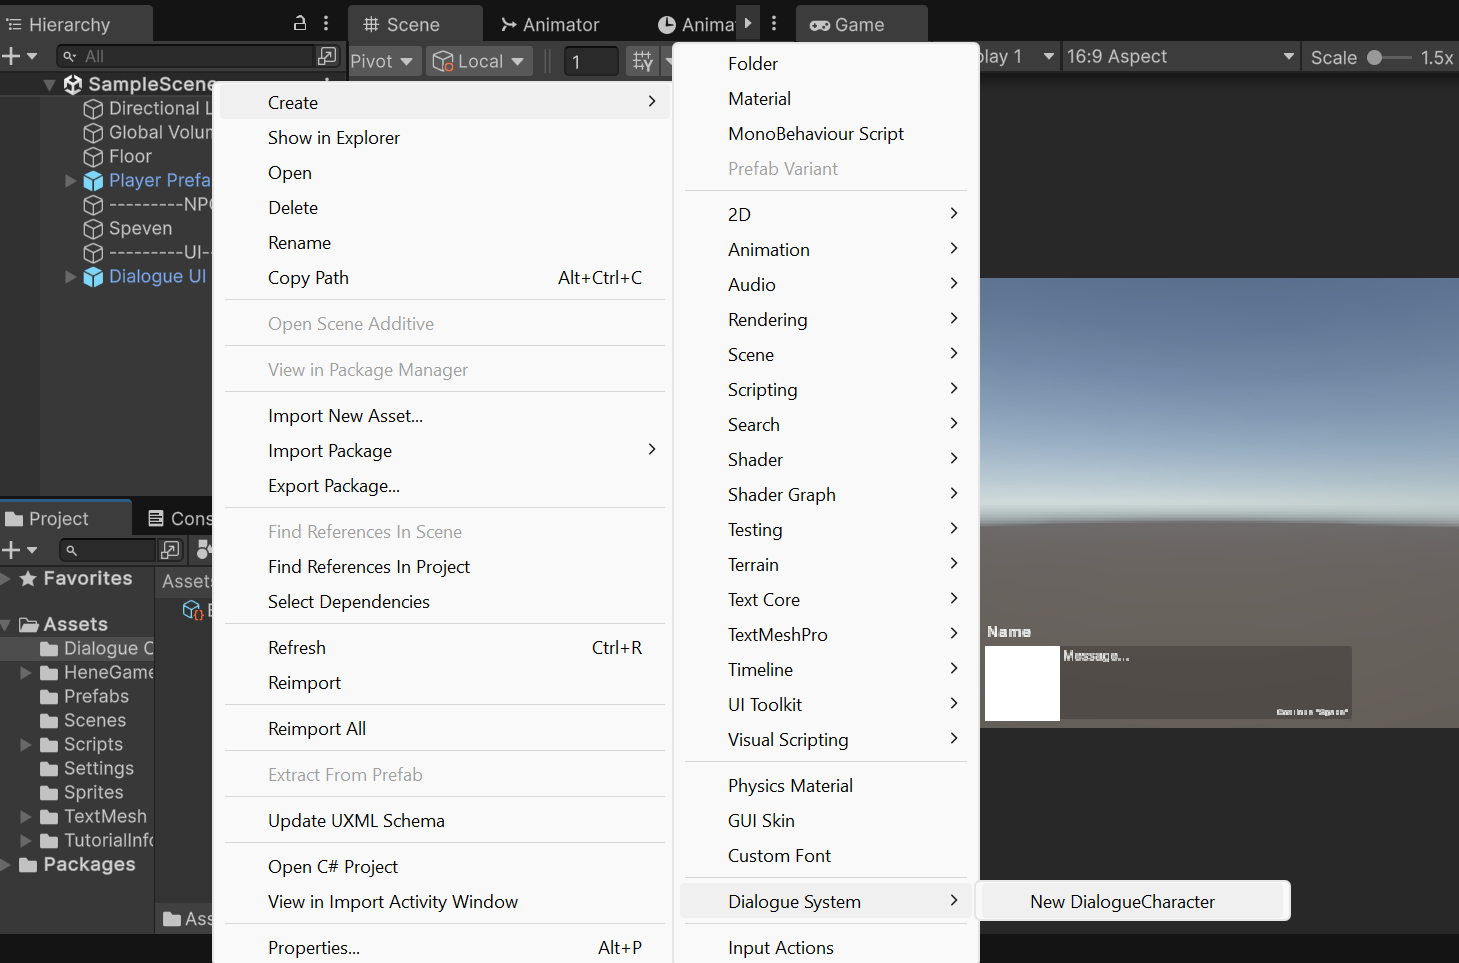 Hierarchy
Scene
Animator
Anima
Game
All
Pivot
Local
1
play 1
16:9 Aspect
Scale
1.5x
SampleScene
Directional L
Global Volum
Floor
Player Prefa
---------NPC
Speven
---------UI--
Dialogue UI
Create
Show in Explorer
Open
Delete
Rename
Copy Path Alt+Ctrl+C
Open Scene Additive
View in Package Manager
Import New Asset...
Import Package
Export Package...
Find References In Scene
Find References In Project
Select Dependencies
Refresh Ctrl+R
Reimport
Reimport All
Extract From Prefab
Update UXML Schema
Open C# Project
View in Import Activity Window
Properties... Alt+P
Folder
Material
MonoBehaviour Script
Prefab Variant
2D
Animation
Audio
Rendering
Scene
Scripting
Search
Shader
Shader Graph
Testing
Terrain
Text Core
TextMeshPro
Timeline
UI Toolkit
Visual Scripting
Physics Material
GUI Skin
Custom Font
Dialogue System
Input Actions
New DialogueCharacter
Project
Cons
Favorites
Assets
Dialogue C
HeneGame
Prefabs
Scenes
Scripts
Settings
Sprites
TextMesh
TutorialInfo
Packages
Assets
Ass
Name
Message...
Continue "Space"